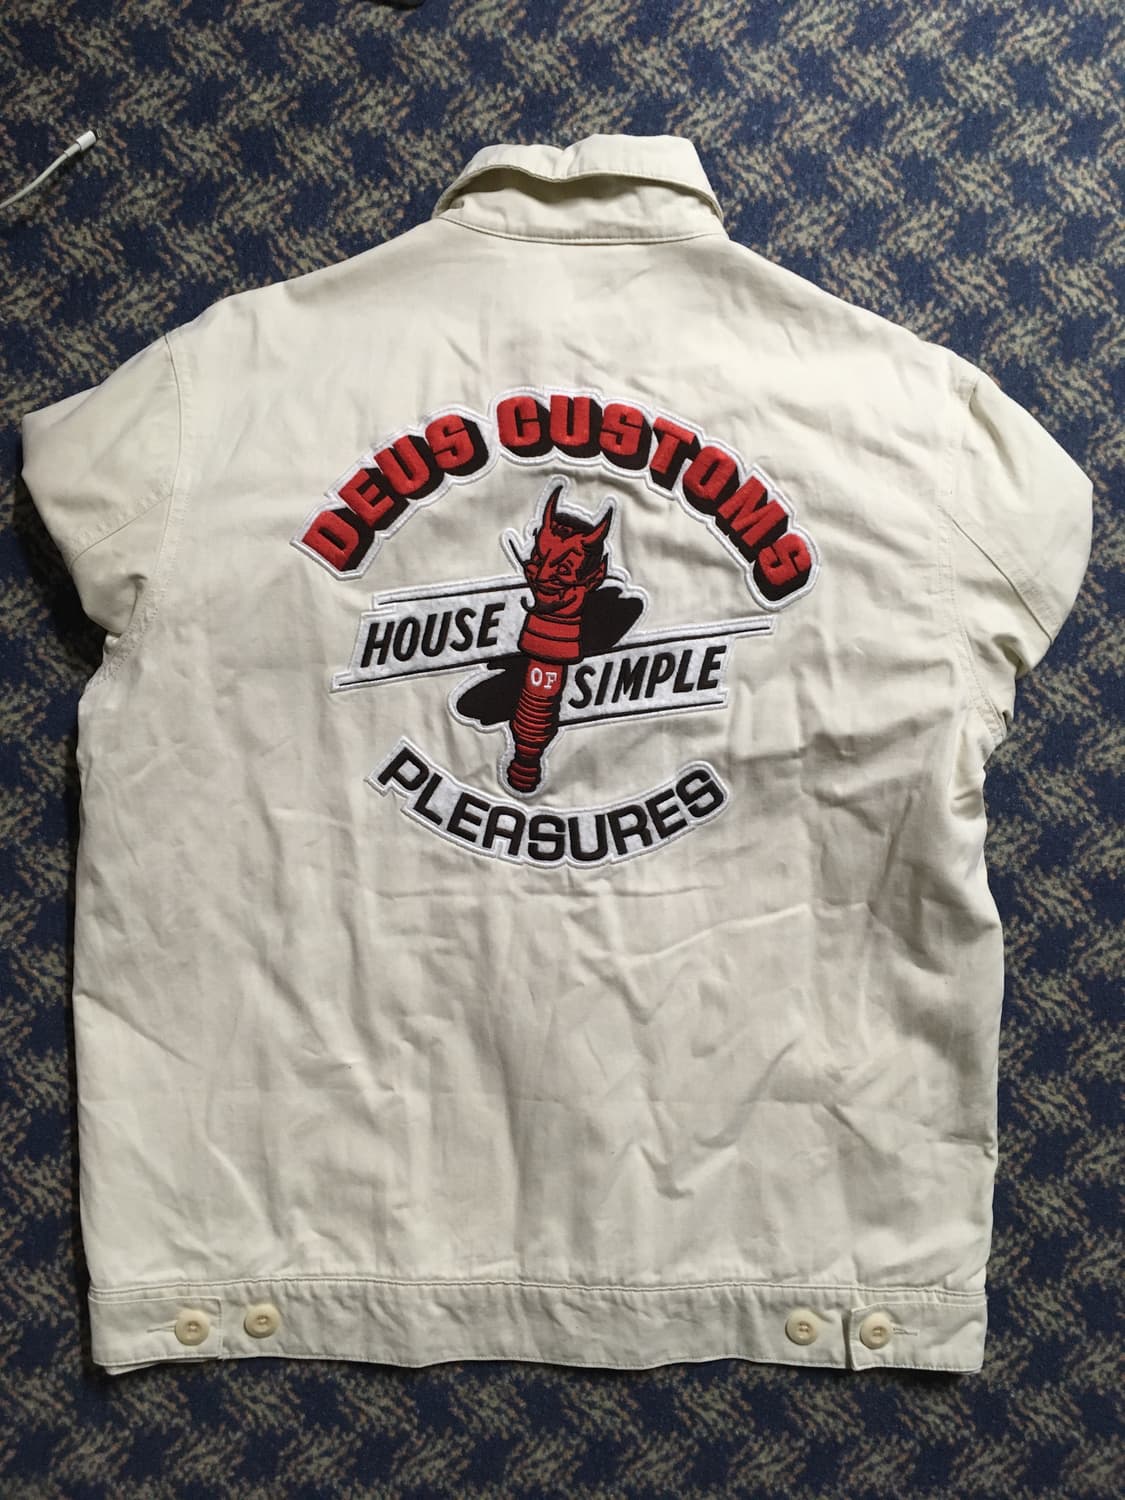 DEUS CUSTOMS
HOUSE
OF
SIMPLE
PLEASURES